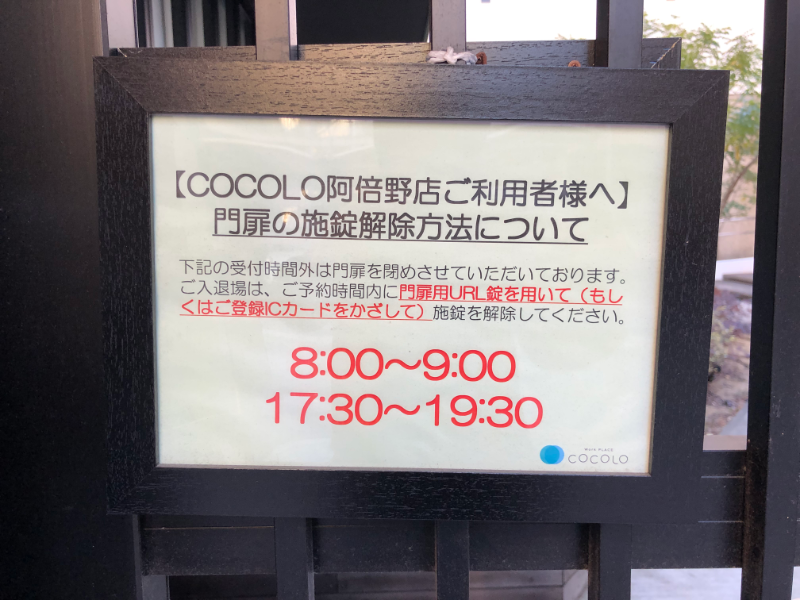 【COCOLO阿倍野店ご利用者様へ】
門扉の施錠解除方法について
下記の受付時間外は門扉を閉めさせていただいております。
ご入退場は、ご予約時間内に門扉用URL錠を用いて（もし
くはご登録ICカードをかざして）施錠を解除してください。
8:00～9:00
17:30～19:30
COCOLO